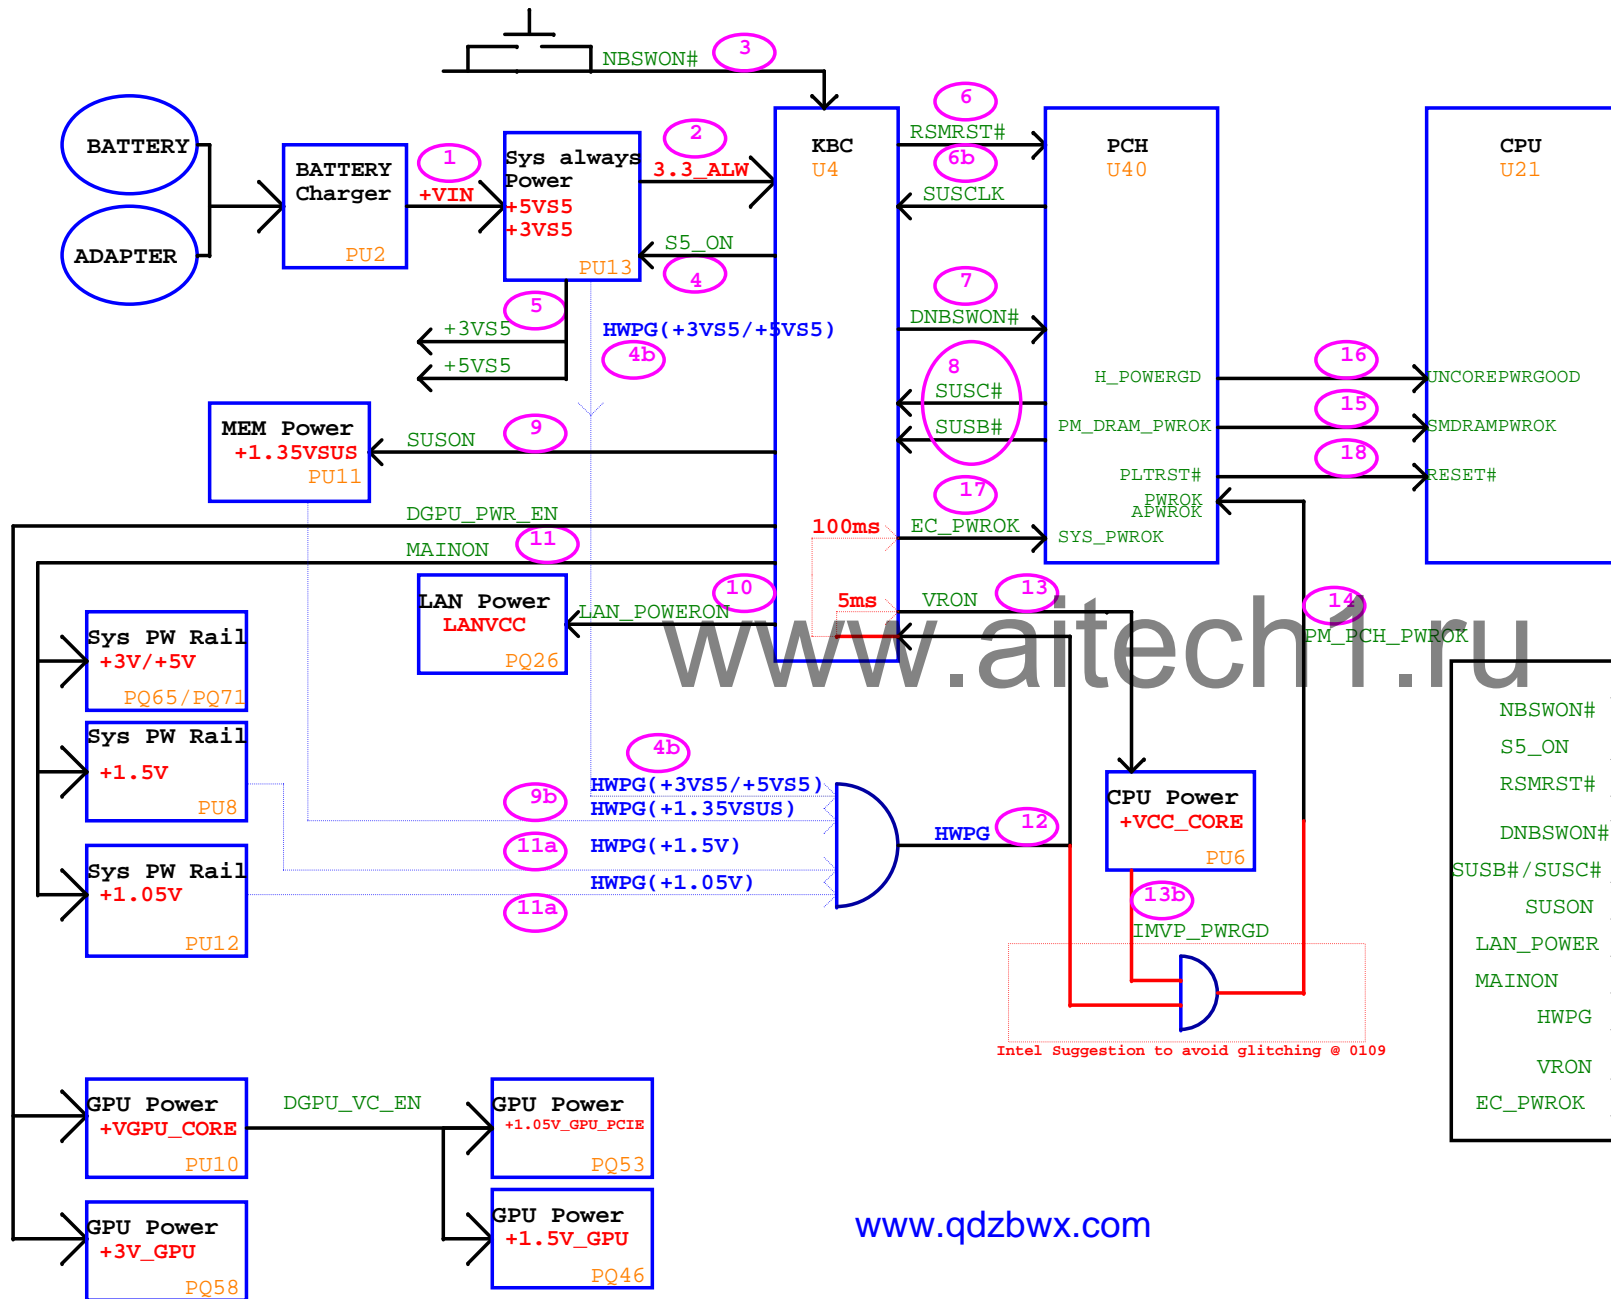 NBSWON# 3
BATTERY
ADAPTER
BATTERY
Charger
PU2
1
+VIN
Sys always
Power
+5VS5
+3VS5
PU13
2
3.3_ALW
S5_ON
4
5
+3VS5
+5VS5
HWPG(+3VS5/+5VS5)
4b
KBC
U4
6
RSMRST#
6b
SUSCLK
7
DNBSWON#
8
SUSC#
SUSB#
17
EC_PWROK
100ms
5ms
VRON 13
PCH
U40
H_POWERGD
PM_DRAM_PWROK
PLTRST#
PWROK
APWROK
SYS_PWROK
16
15
18
CPU
U21
UNCOREPWRGOOD
SMDRAMPWROK
RESET#
14
PM_PCH_PWROK
MEM Power
+1.35VSUS
PU11
SUSON 9
DGPU_PWR_EN
MAINON 11
10
LAN Power
LANVCC
PQ26
LAN_POWERON
www.aitech1.ru
Sys PW Rail
+3V/+5V
PQ65/PQ71
Sys PW Rail
+1.5V
PU8
Sys PW Rail
+1.05V
PU12
4b
HWPG(+3VS5/+5VS5)
9b HWPG(+1.35VSUS)
11a HWPG(+1.5V)
HWPG(+1.05V)
11a
HWPG 12
CPU Power
+VCC_CORE
PU6
13b
IMVP_PWRGD
Intel Suggestion to avoid glitching @ 0109
NBSWON#
S5_ON
RSMRST#
DNBSWON#
SUSB#/SUSC#
SUSON
LAN_POWER
MAINON
HWPG
VRON
EC_PWROK
GPU Power
+VGPU_CORE
PU10
DGPU_VC_EN
GPU Power
+1.05V_GPU_PCIE
PQ53
GPU Power
+3V_GPU
PQ58
GPU Power
+1.5V_GPU
PQ46
www.qdzbwx.com